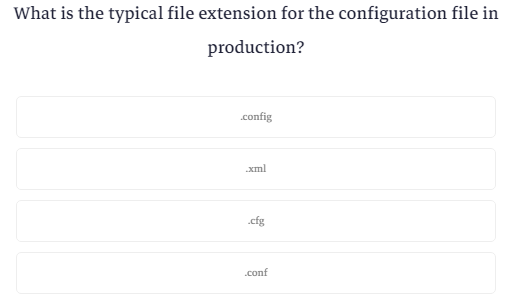 What is the typical file extension for the configuration file in
production?
.config
.xml
.cfg
.conf